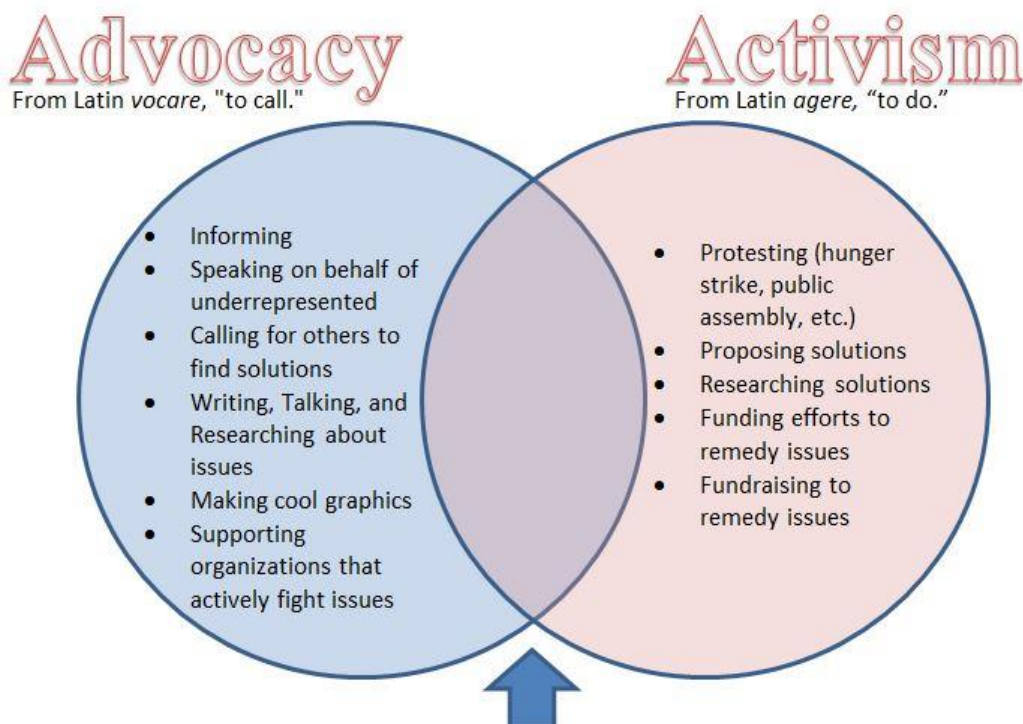 Advocacy
From Latin vocare, "to call."
Activism
From Latin agere, “to do.”
• Informing
• Speaking on behalf of
underrepresented
• Calling for others to
find solutions
• Writing, Talking, and
Researching about
issues
• Making cool graphics
• Supporting
organizations that
actively fight issues
• Protesting (hunger
strike, public
assembly, etc.)
• Proposing solutions
• Researching solutions
• Funding efforts to
remedy issues
• Fundraising to
remedy issues